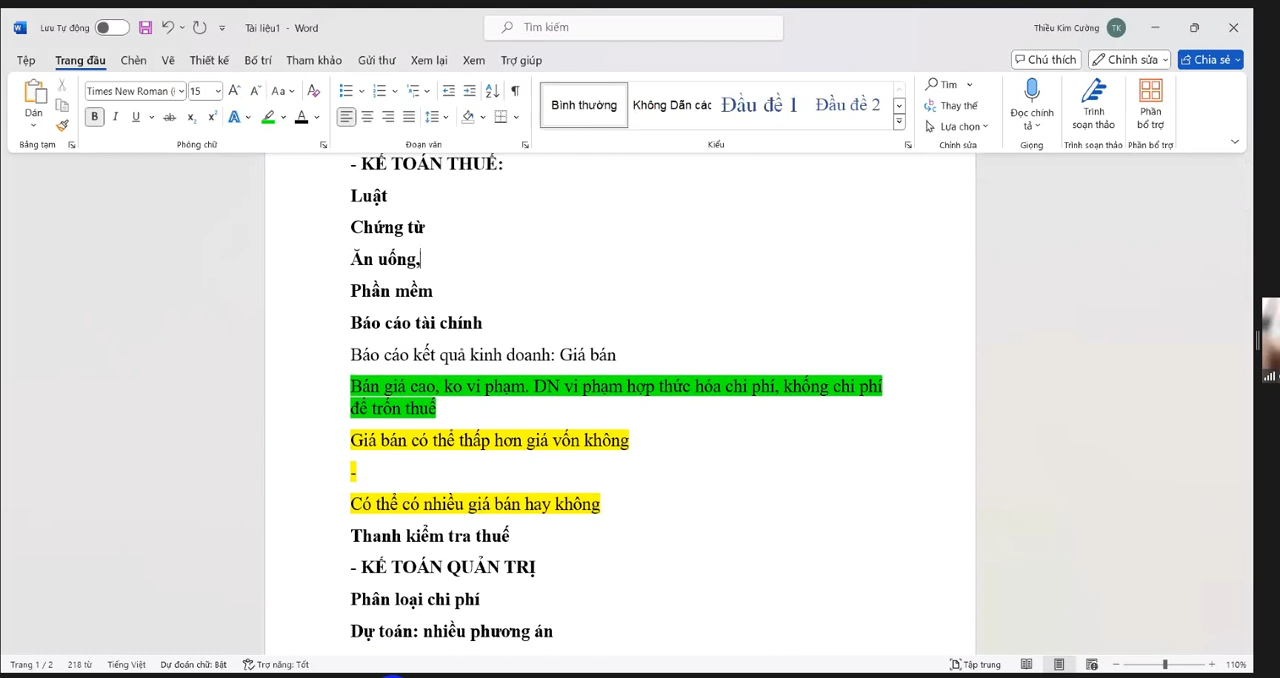 Lưu Tự động
Tài liệu1 - Word
Tìm kiếm
Thiều Kim Cường
TK
Tệp Trang đầu Chèn Vẽ Thiết kế Bố trí Tham khảo Gửi thư Xem lại Xem Trợ giúp
Chú thích Chỉnh sửa Chia sẻ
Dán
Times New Roman ( 15
Bình thường Không Dãn các Đầu đề 1 Đầu đề 2
Tìm
Thay thế
Lựa chọn
Đọc chính tả
Trình soạn thảo
Phần bổ trợ
Bảng tạm Phông chữ Đoạn văn Kiểu Chỉnh sửa Giọng Trình soạn thảo Phần bổ trợ
- KẾ TOÁN THUẾ:
Luật
Chứng từ
Ăn uống,
Phần mềm
Báo cáo tài chính
Báo cáo kết quả kinh doanh: Giá bán
Bán giá cao, ko vi phạm. DN vi phạm hợp thức hóa chi phí, khống chi phí
để trốn thuế
Giá bán có thể thấp hơn giá vốn không
-
Có thể có nhiều giá bán hay không
Thanh kiểm tra thuế
- KẾ TOÁN QUẢN TRỊ
Phân loại chi phí
Dự toán: nhiều phương án
Trang 1 / 2 218 từ Tiếng Việt Dự đoán chữ: Bật Trợ năng: Tốt Tập trung 110%